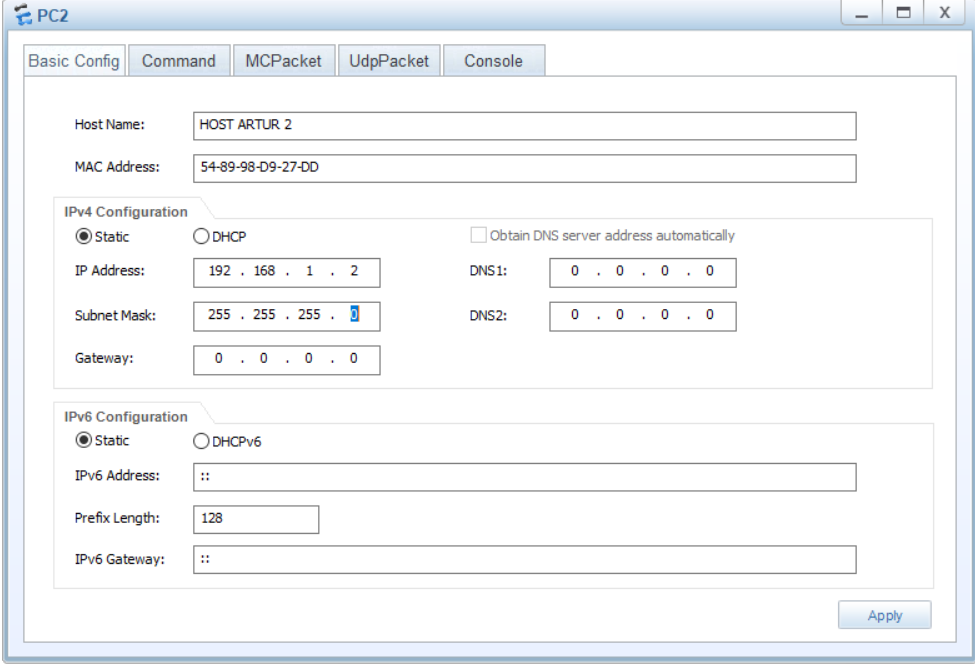 PC2
Basic Config Command MCPacket UdpPacket Console
Host Name: HOST ARTUR 2
MAC Address: 54-89-98-D9-27-DD
IPv4 Configuration
Static DHCP Obtain DNS server address automatically
IP Address: 192 . 168 . 1 . 2 DNS1: 0 . 0 . 0 . 0
Subnet Mask: 255 . 255 . 255 . 0 DNS2: 0 . 0 . 0 . 0
Gateway: 0 . 0 . 0 . 0
IPv6 Configuration
Static DHCPv6
IPv6 Address: ::
Prefix Length: 128
IPv6 Gateway: ::
Apply